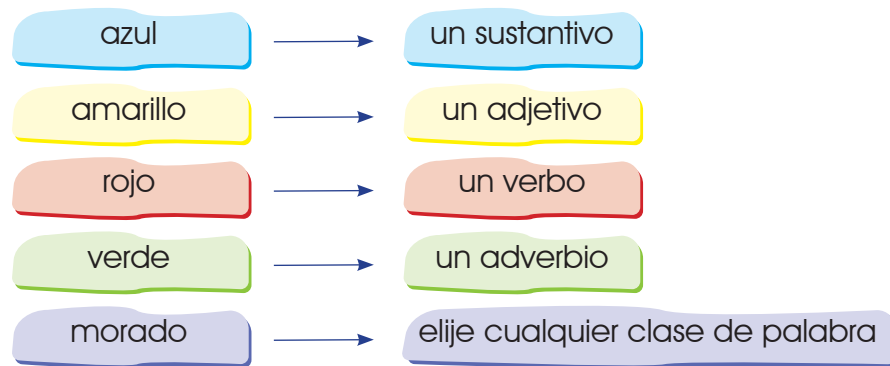 azul un sustantivo
amarillo un adjetivo
rojo un verbo
verde un adverbio
morado elije cualquier clase de palabra